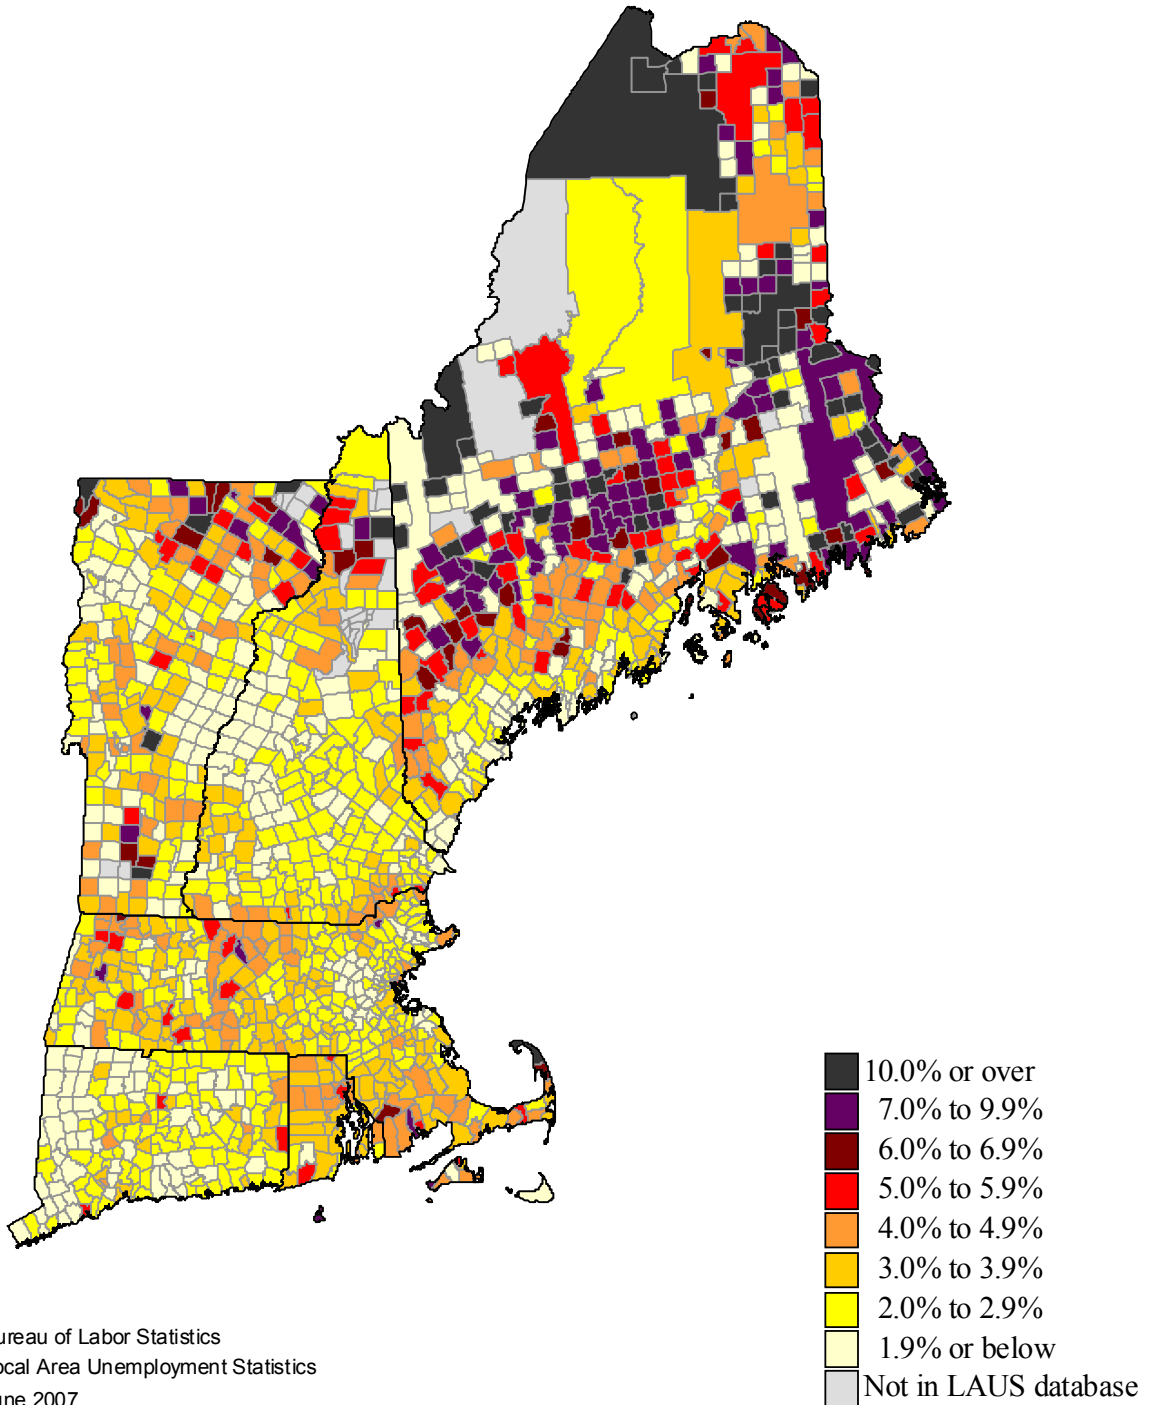 10.0% or over
7.0% to 9.9%
6.0% to 6.9%
5.0% to 5.9%
4.0% to 4.9%
3.0% to 3.9%
2.0% to 2.9%
1.9% or below
Not in LAUS database
ureau of Labor Statistics
ocal Area Unemployment Statistics
une 2007